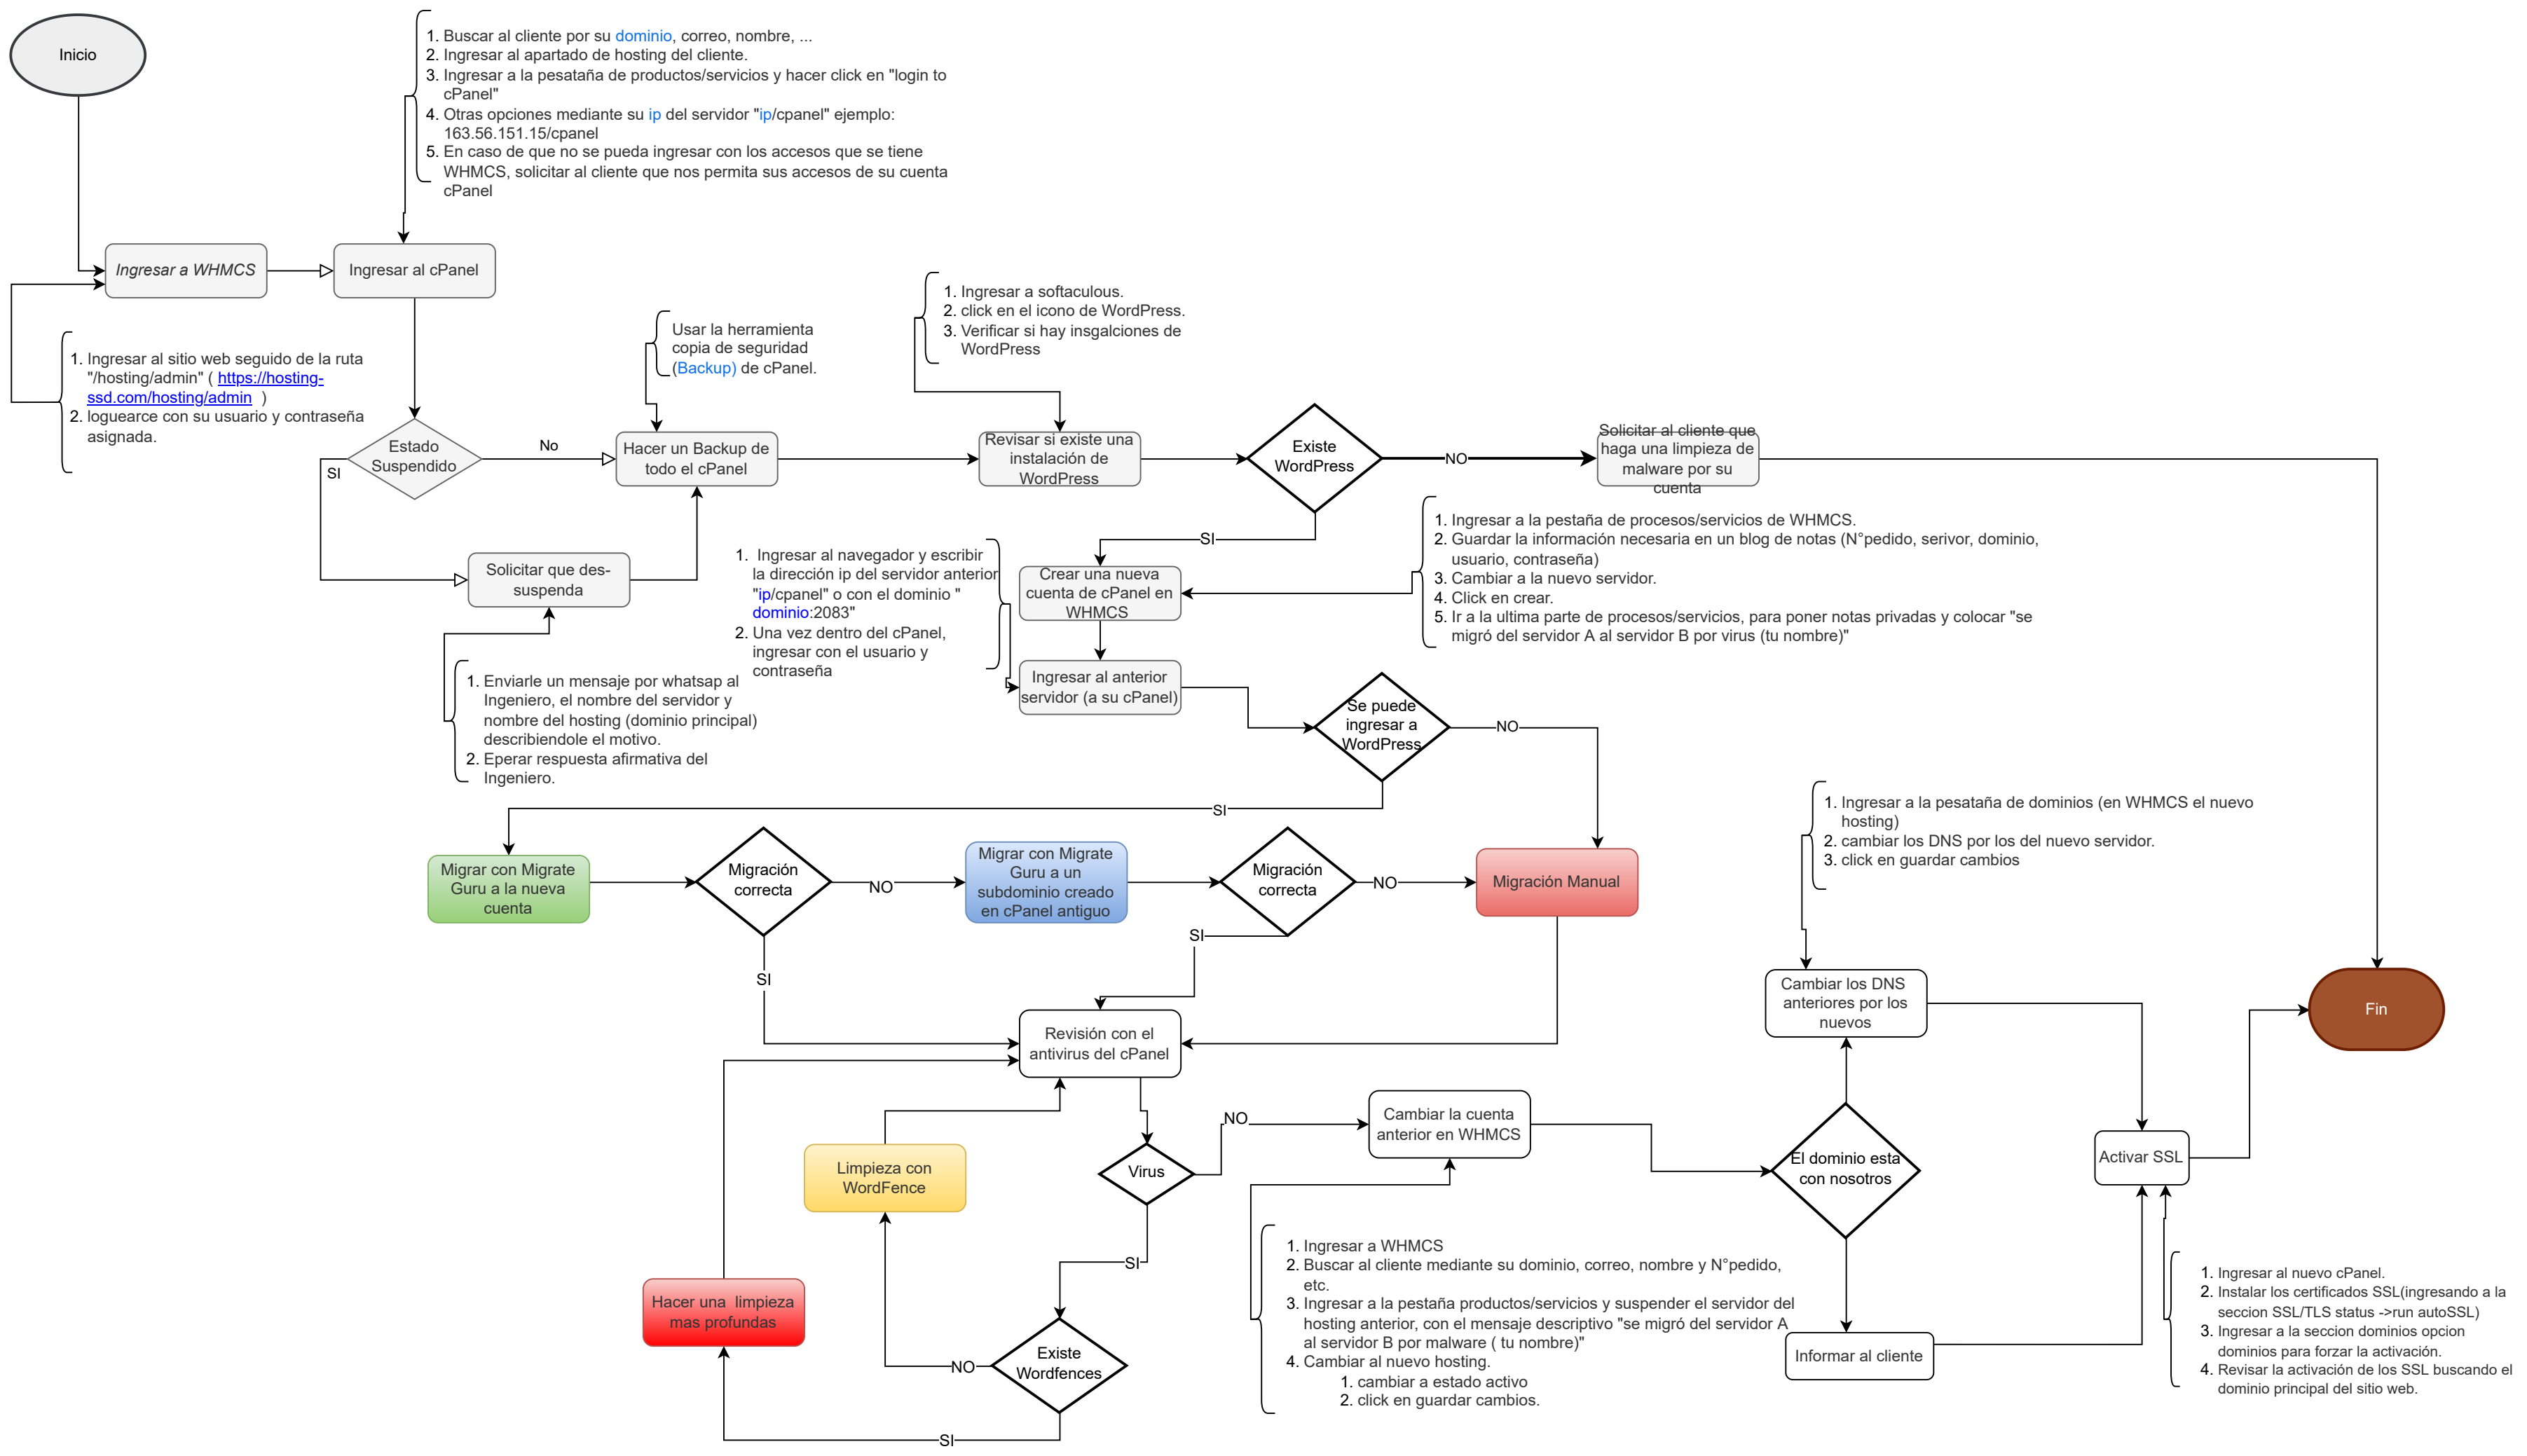 Inicio
1. Buscar al cliente por su dominio, correo, nombre, ...
2. Ingresar al apartado de hosting del cliente.
3. Ingresar a la pesataña de productos/servicios y hacer click en "login to
cPanel"
4. Otras opciones mediante su ip del servidor "ip/cpanel" ejemplo:
163.56.151.15/cpanel
5. En caso de que no se pueda ingresar con los accesos que se tiene
WHMCS, solicitar al cliente que nos permita sus accesos de su cuenta
cPanel
Ingresar a WHMCS
Ingresar al cPanel
1. Ingresar al sitio web seguido de la ruta
"/hosting/admin" ( https://hosting-
ssd.com/hosting/admin )
2. loguearce con su usuario y contraseña
asignada.
Estado
Suspendido
No
SI
Usar la herramienta
copia de seguridad
(Backup) de cPanel.
Hacer un Backup de
todo el cPanel
Solicitar que des-
suspenda
1. Enviarle un mensaje por whatsap al
Ingeniero, el nombre del servidor y
nombre del hosting (dominio principal)
describiendole el motivo.
2. Eperar respuesta afirmativa del
Ingeniero.
1. Ingresar a softaculous.
2. click en el icono de WordPress.
3. Verificar si hay insgalciones de
WordPress
Revisar si existe una
instalación de
WordPress
Existe
WordPress
NO
Solicitar al cliente que
haga una limpieza de
malware por su
cuenta
SI
1. Ingresar al navegador y escribir
la dirección ip del servidor anterior
"ip/cpanel" o con el dominio "
dominio:2083"
2. Una vez dentro del cPanel,
ingresar con el usuario y
contraseña
Crear una nueva
cuenta de cPanel en
WHMCS
1. Ingresar a la pestaña de procesos/servicios de WHMCS.
2. Guardar la información necesaria en un blog de notas (N°pedido, serivor, dominio,
usuario, contraseña)
3. Cambiar a la nuevo servidor.
4. Click en crear.
5. Ir a la ultima parte de procesos/servicios, para poner notas privadas y colocar "se
migró del servidor A al servidor B por virus (tu nombre)"
Ingresar al anterior
servidor (a su cPanel)
Se puede
ingresar a
WordPress
NO
SI
Migrar con Migrate
Guru a la nueva
cuenta
Migración
correcta
NO
Migrar con Migrate
Guru a un
subdominio creado
en cPanel antiguo
Migración
correcta
NO
Migración Manual
SI
SI
Revisión con el
antivirus del cPanel
1. Ingresar a la pesataña de dominios (en WHMCS el nuevo
hosting)
2. cambiar los DNS por los del nuevo servidor.
3. click en guardar cambios
Cambiar los DNS
anteriores por los
nuevos
Fin
Limpieza con
WordFence
Virus
NO
Cambiar la cuenta
anterior en WHMCS
El dominio esta
con nosotros
Activar SSL
SI
Hacer una limpieza
mas profundas
Existe
Wordfences
NO
SI
1. Ingresar a WHMCS
2. Buscar al cliente mediante su dominio, correo, nombre y N°pedido,
etc.
3. Ingresar a la pestaña productos/servicios y suspender el servidor del
hosting anterior, con el mensaje descriptivo "se migró del servidor A
al servidor B por malware ( tu nombre)"
4. Cambiar al nuevo hosting.
1. cambiar a estado activo
2. click en guardar cambios.
Informar al cliente
1. Ingresar al nuevo cPanel.
2. Instalar los certificados SSL(ingresando a la
seccion SSL/TLS status ->run autoSSL)
3. Ingresar a la seccion dominios opcion
dominios para forzar la activación.
4. Revisar la activación de los SSL buscando el
dominio principal del sitio web.